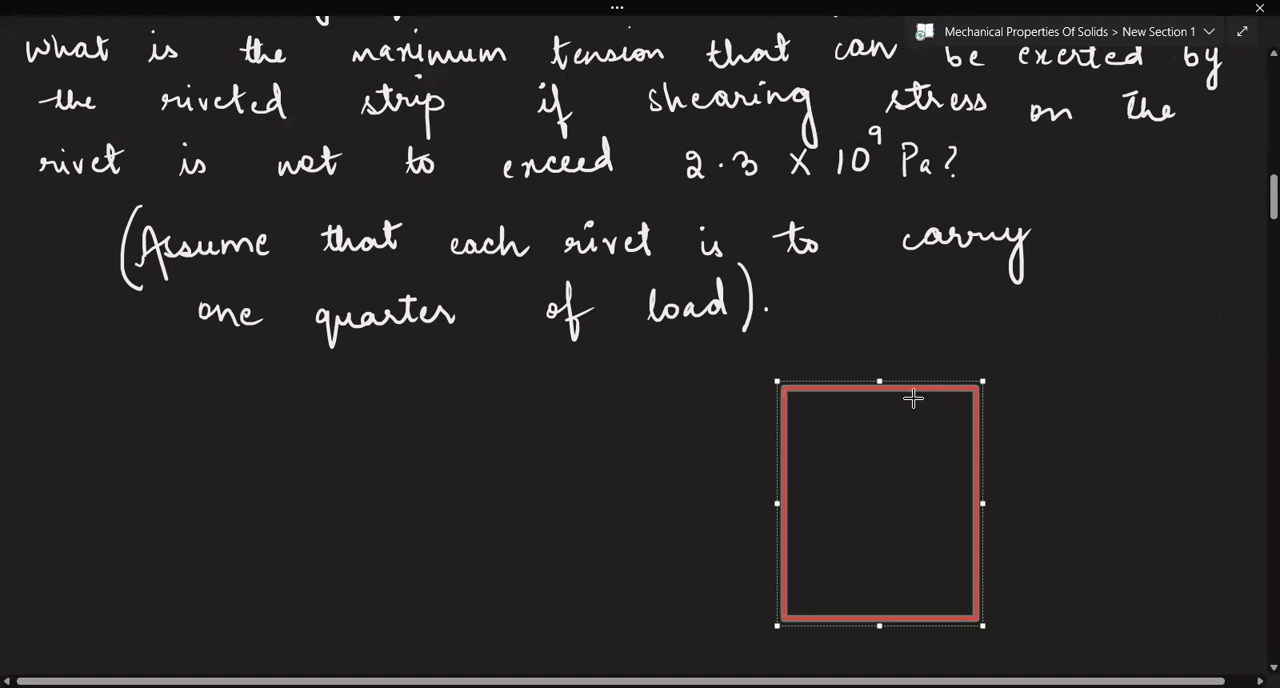 Mechanical Properties Of Solids > New Section 1
what is the maximum tension that can be exerted by
the riveted strip if shearing stress on the
rivet is not to exceed 2.3 X 10⁹ Pa?
(Assume that each rivet is to carry
one quarter of load).